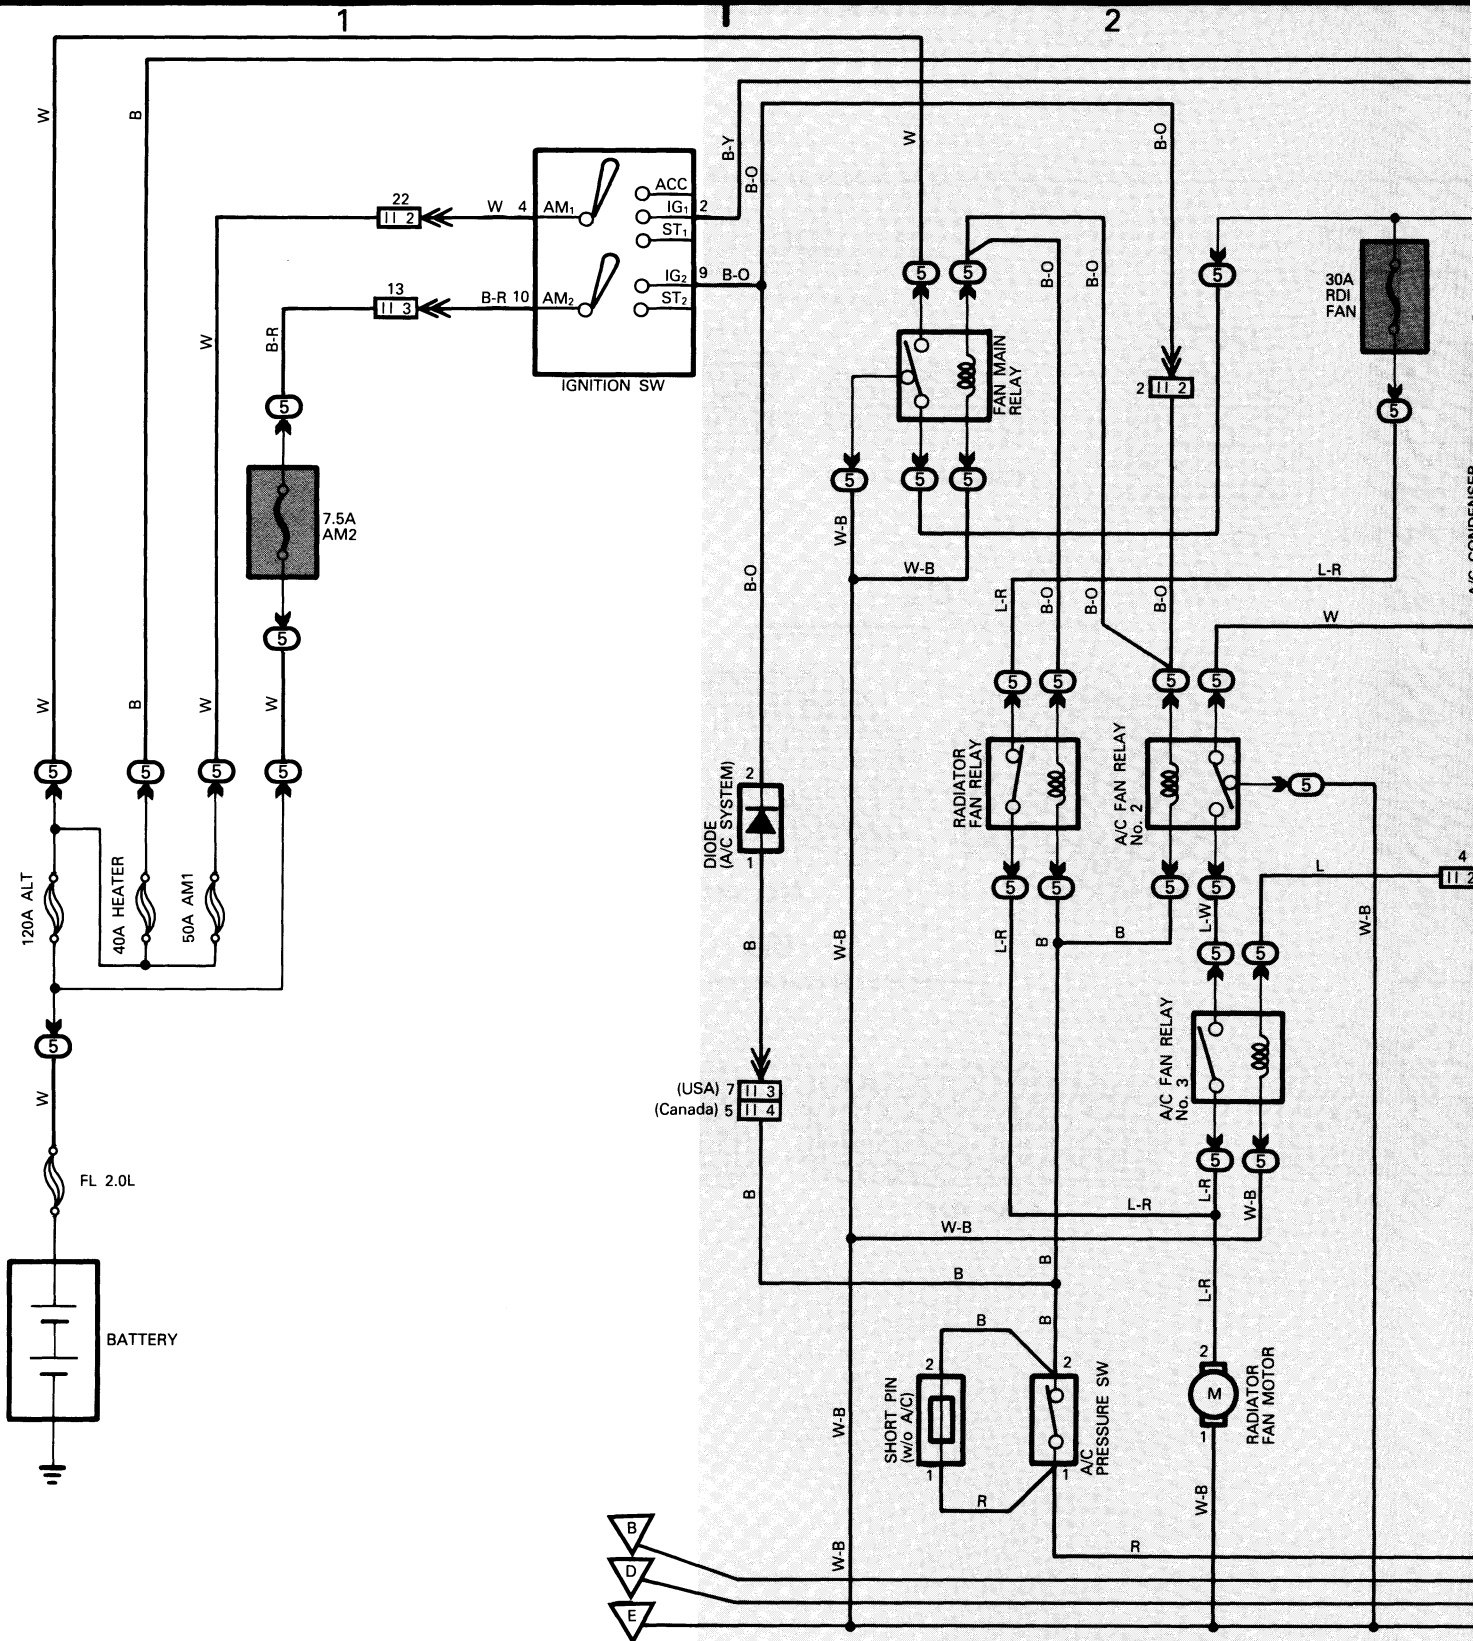 1
2
W
B
B-Y
B-O
W
B-O
22
II 2
W 4
AM1
ACC
IG1 2
ST1
IG2 9 B-O
ST2
13
II 3
B-R 10
AM2
IGNITION SW
W
B-R
5
7.5A
AM2
5
5
5
B-O
B-O
5
30A
RDI
FAN
5
FAN MAIN
RELAY
2 II 2
5
5
5
W-B
W-B
B-O
L-R
L-R
B-O
B-O
B-O
W
W
B
W
W
5
5
5
5
5
5
5
5
RADIATOR
FAN RELAY
A/C FAN RELAY
No. 2
5
DIODE
(A/C SYSTEM)
2
1
120A ALT
40A HEATER
50A AM1
5
5
5
5
L
4
II 2
W-B
B
W-B
L-R
B
B
L-W
5
5
5
W
A/C FAN RELAY
No. 3
(USA) 7 II 3
(Canada) 5 II 4
5
5
FL 2.0L
B
L-R
L-R
W-B
W-B
B
B
BATTERY
L-R
B
B
2
2
SHORT PIN
(w/o A/C)
1
A/C
PRESSURE SW
1
2
M
1
RADIATOR
FAN MOTOR
W-B
R
W-B
W-B
R
B
D
E